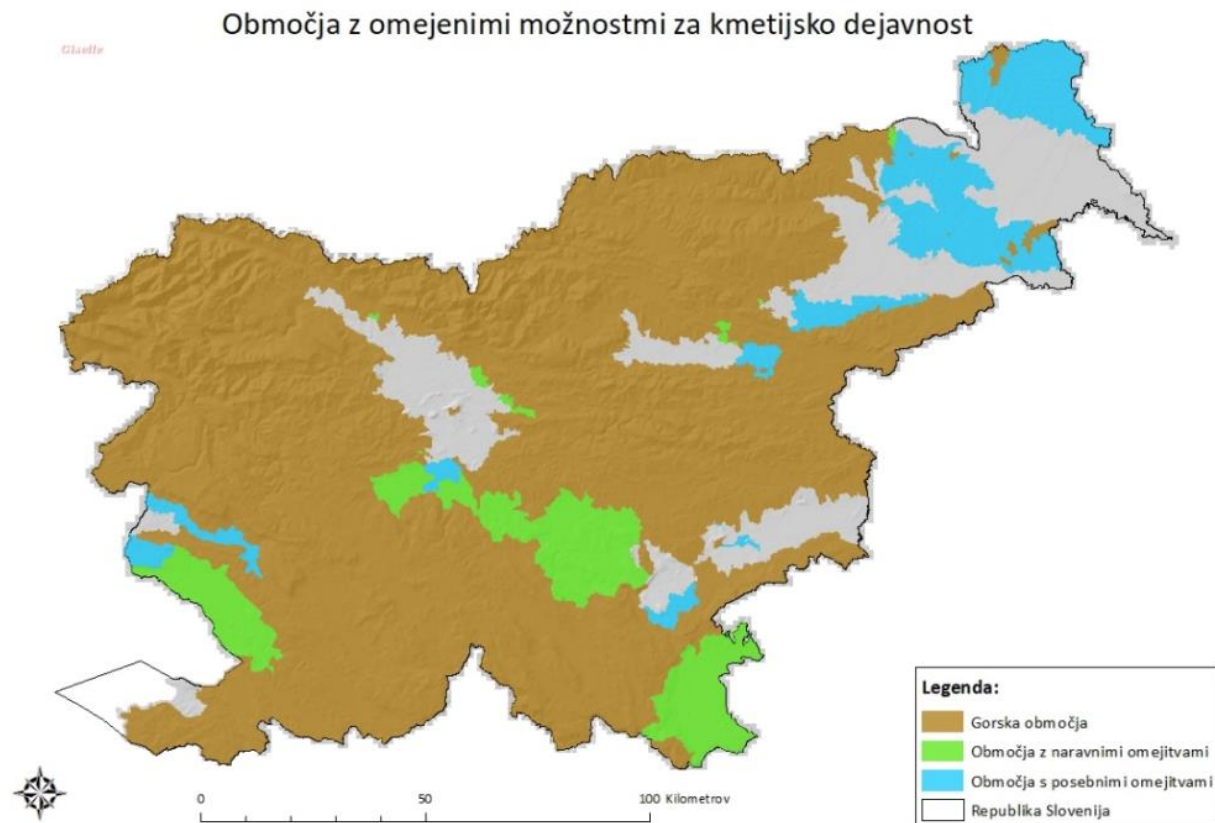 Območja z omejenimi možnostmi za kmetijsko dejavnost
Giselle
Legenda:
Gorska območja
Območja z naravnimi omejitvami
Območja s posebnimi omejitvami
Republika Slovenija
0 50 100 Kilometrov